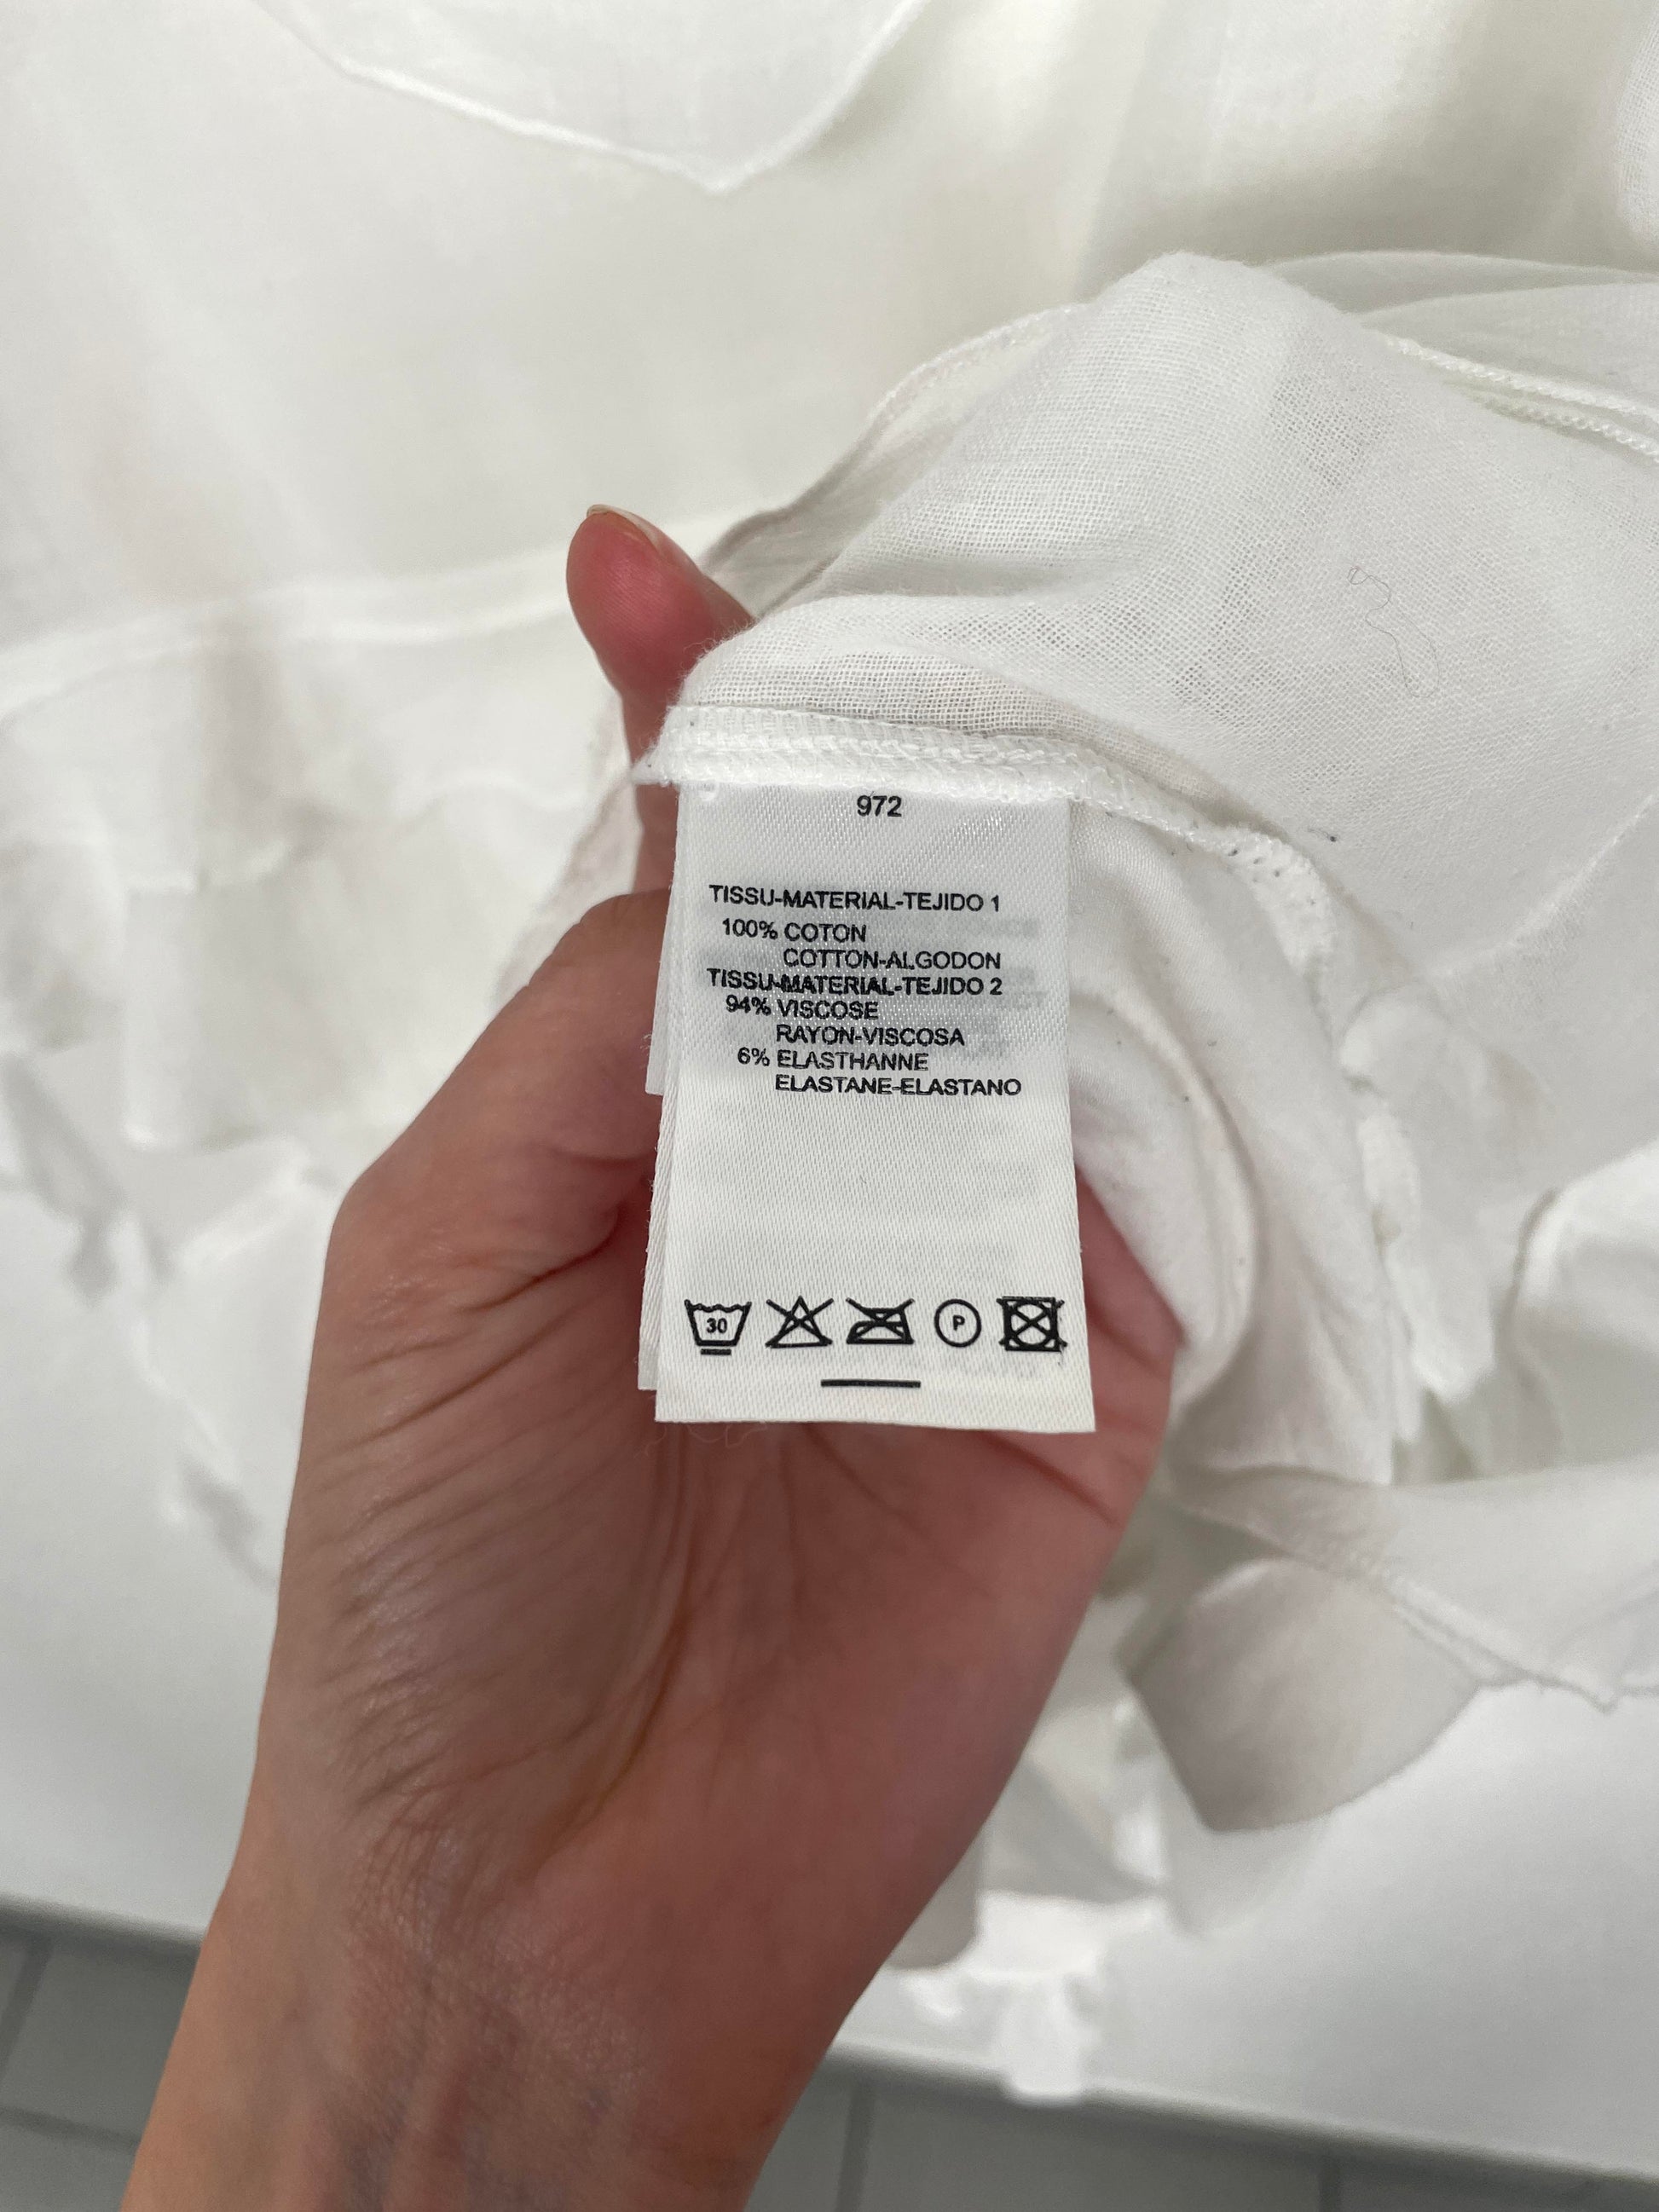 972
TISSU-MATERIAL-TEJIDO 1
100% COTON
COTTON-ALGODON
TISSU-MATERIAL-TEJIDO 2
94% VISCOSE
RAYON-VISCOSA
6% ELASTHANNE
ELASTANE-ELASTANO
30 P